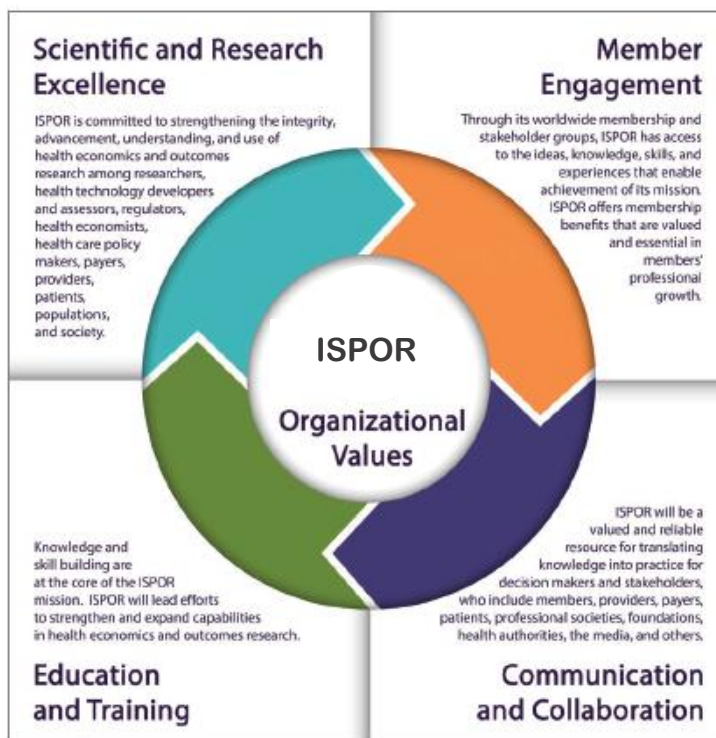 Scientific and Research
Excellence
ISPOR is committed to strengthening the integrity,
advancement, understanding, and use of
health economics and outcomes
research among researchers,
health technology developers
and assessors, regulators,
health economists,
health care policy
makers, payers,
providers,
patients,
populations,
and society.
Member
Engagement
Through its worldwide membership and
stakeholder groups, ISPOR has access
to the ideas, knowledge, skills, and
experiences that enable
achievement of its mission.
ISPOR offers membership
benefits that are valued
and essential in
members'
professional
growth.
ISPOR
Organizational
Values
Knowledge and
skill building are
at the core of the ISPOR
mission. ISPOR will lead efforts
to strengthen and expand capabilities
in health economics and outcomes research.
Education
and Training
ISPOR will be a
valued and reliable
resource for translating
knowledge into practice for
decision makers and stakeholders,
who include members, providers, payers,
patients, professional societies, foundations,
health authorities, the media, and others.
Communication
and Collaboration